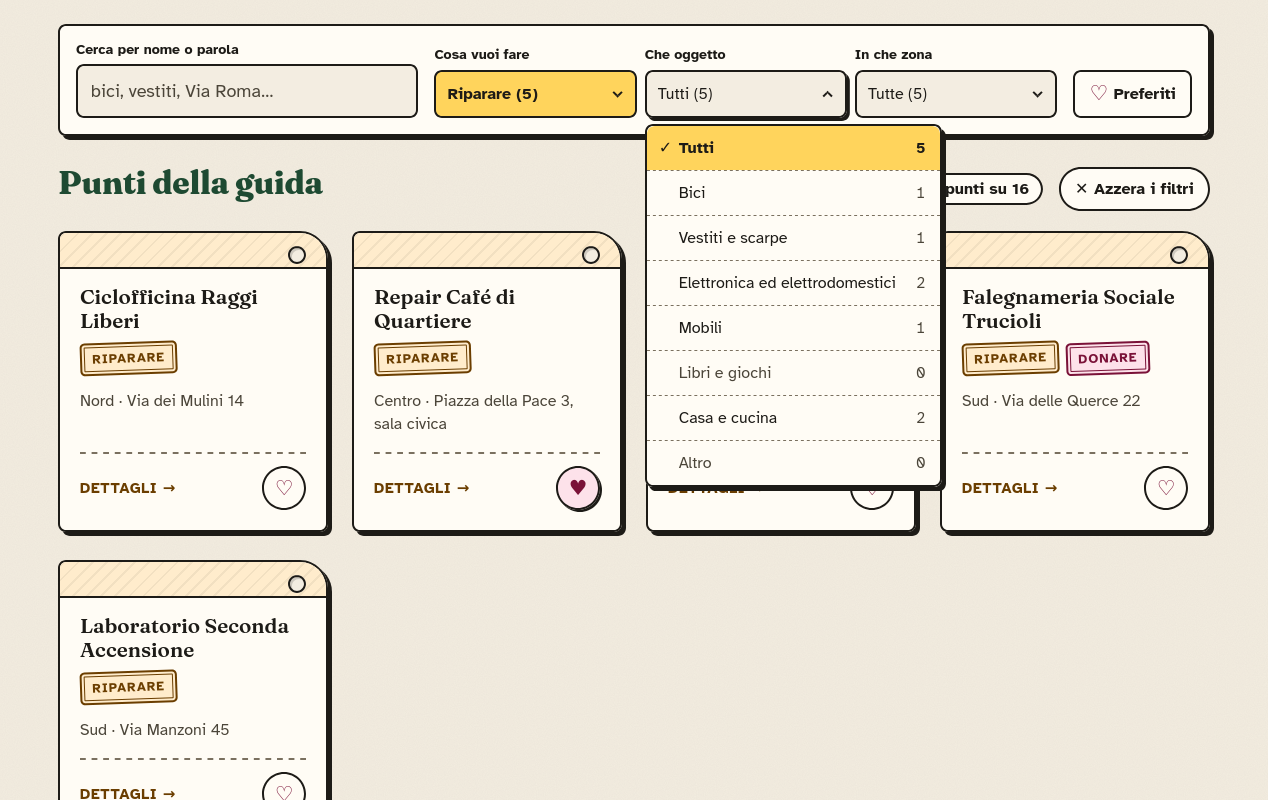 Cerca per nome o parola
bici, vestiti, Via Roma...
Cosa vuoi fare
Riparare (5)
Che oggetto
Tutti (5)
In che zona
Tutte (5)
♡ Preferiti
✓ Tutti 5
Bici 1
Vestiti e scarpe 1
Elettronica ed elettrodomestici 2
Mobili 1
Libri e giochi 0
Casa e cucina 2
Altro 0
Punti della guida
punti su 16
✕ Azzera i filtri
Ciclofficina Raggi
Liberi
RIPARARE
Nord · Via dei Mulini 14
DETTAGLI →
Repair Café di
Quartiere
RIPARARE
Centro · Piazza della Pace 3,
sala civica
DETTAGLI →
Falegnameria Sociale
Trucioli
RIPARARE DONARE
Sud · Via delle Querce 22
DETTAGLI →
Laboratorio Seconda
Accensione
RIPARARE
Sud · Via Manzoni 45
DETTAGLI →